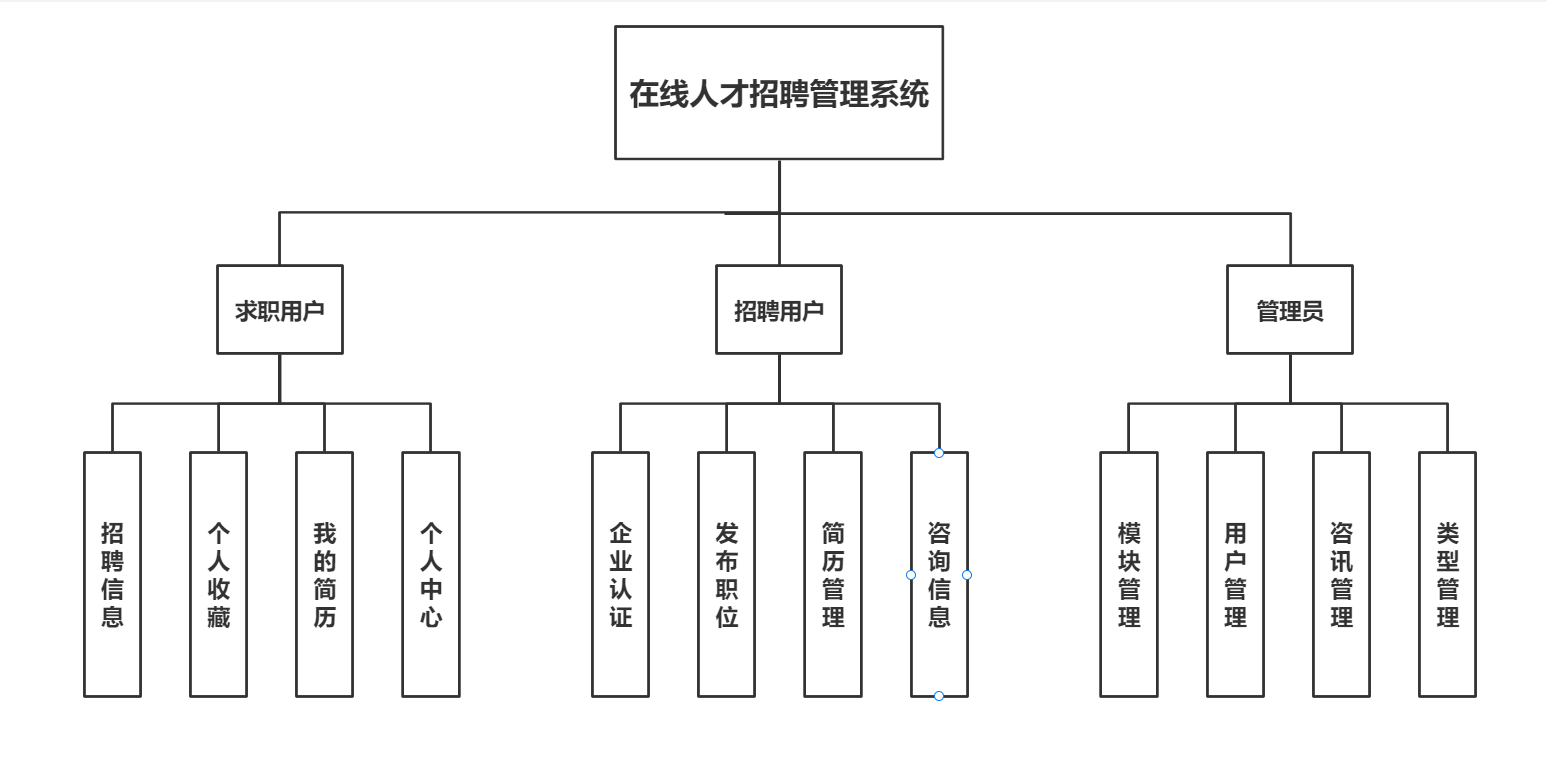 在线人才招聘管理系统
求职用户
招聘用户
管理员
招聘信息
个人收藏
我的简历
个人中心
企业认证
发布职位
简历管理
咨询信息
模块管理
用户管理
咨讯管理
类型管理